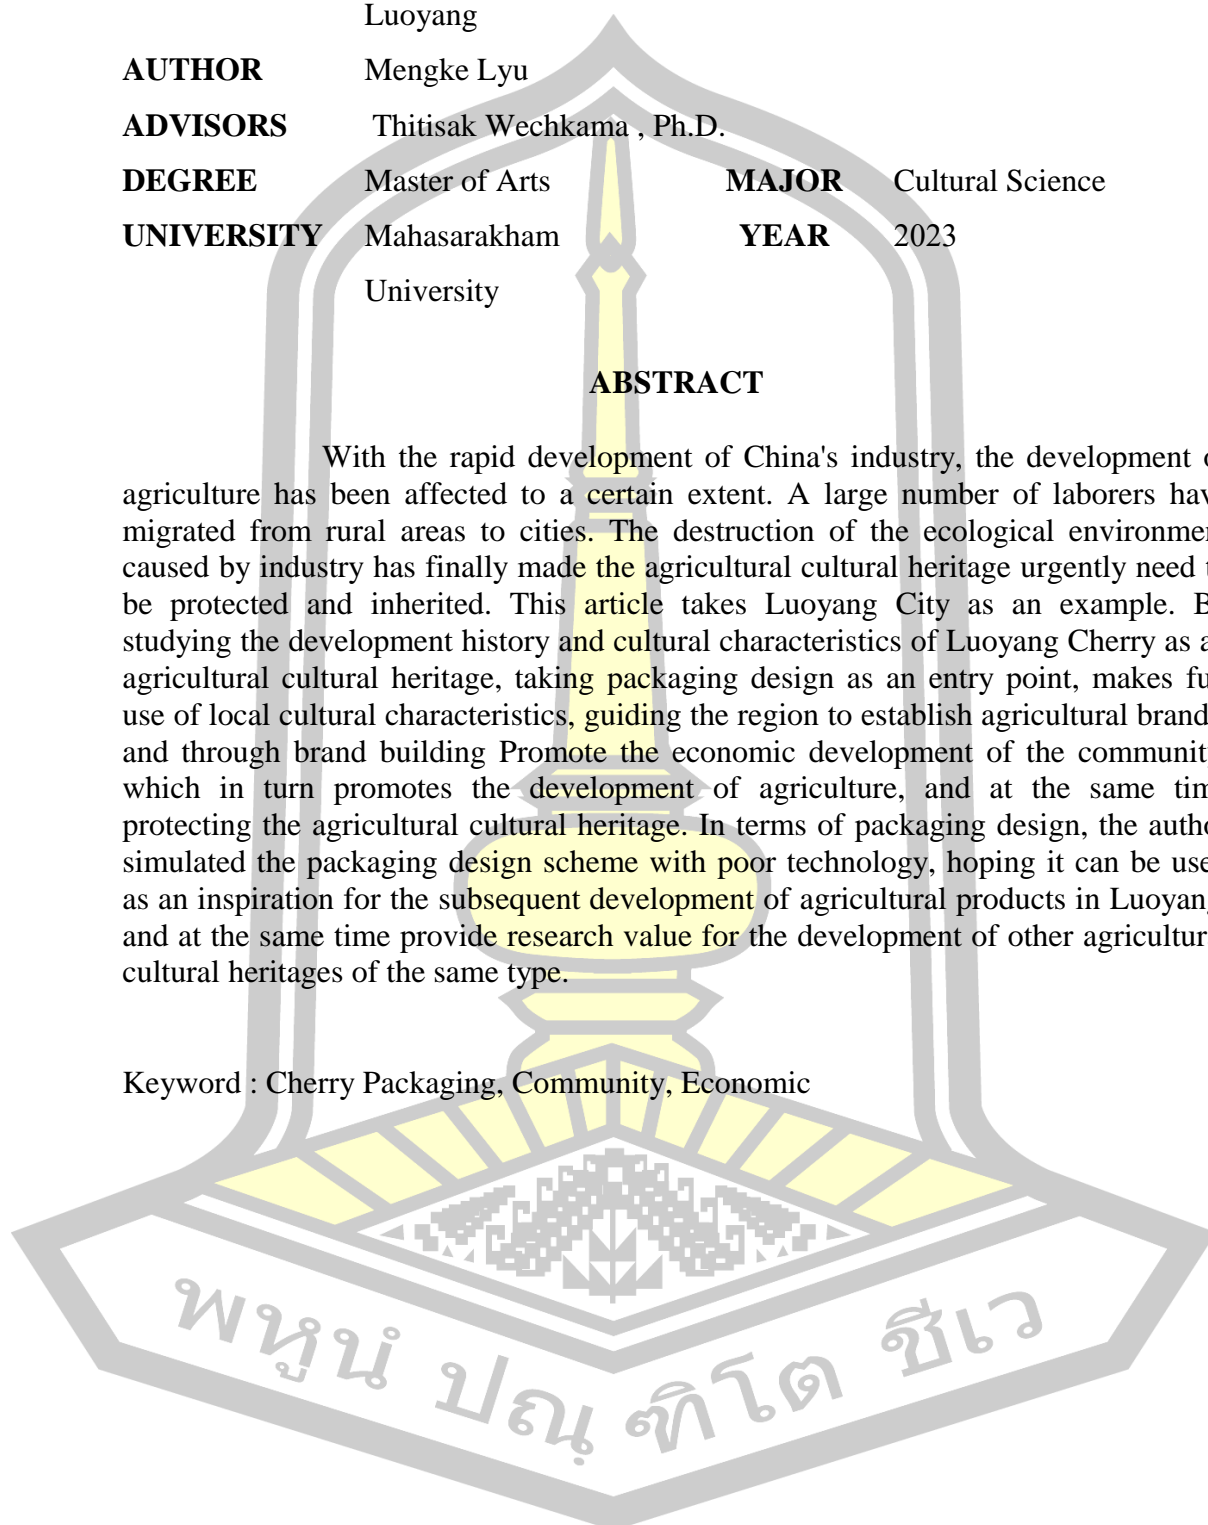 Luoyang
AUTHOR Mengke Lyu
ADVISORS Thitisak Wechkama , Ph.D.
DEGREE Master of Arts MAJOR Cultural Science
UNIVERSITY Mahasarakham YEAR 2023
University
ABSTRACT
With the rapid development of China's industry, the development o
agriculture has been affected to a certain extent. A large number of laborers hav
migrated from rural areas to cities. The destruction of the ecological environmen
caused by industry has finally made the agricultural cultural heritage urgently need t
be protected and inherited. This article takes Luoyang City as an example. B
studying the development history and cultural characteristics of Luoyang Cherry as a
agricultural cultural heritage, taking packaging design as an entry point, makes fu
use of local cultural characteristics, guiding the region to establish agricultural brand
and through brand building Promote the economic development of the community
which in turn promotes the development of agriculture, and at the same tim
protecting the agricultural cultural heritage. In terms of packaging design, the autho
simulated the packaging design scheme with poor technology, hoping it can be use
as an inspiration for the subsequent development of agricultural products in Luoyang
and at the same time provide research value for the development of other agricultur
cultural heritages of the same type.
Keyword : Cherry Packaging, Community, Economic
พหูนํ ปณฺฑิโต ชีเว